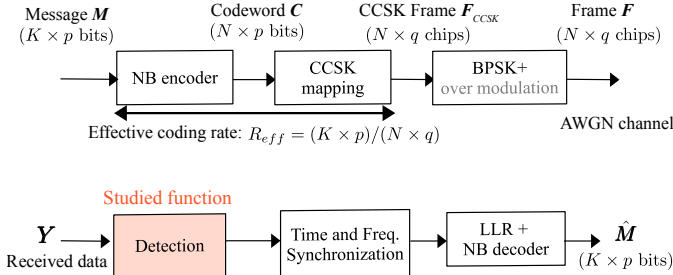 Message M
(K × p bits)
Codeword C
(N × p bits)
CCSK Frame F_CCSK
(N × q chips)
Frame F
(N × q chips)
NB encoder
CCSK
mapping
BPSK+
over modulation
Effective coding rate: R_eff = (K × p)/(N × q)
AWGN channel
Studied function
Y
Received data
Detection
Time and Freq.
Synchronization
LLR +
NB decoder
M̂
(K × p bits)